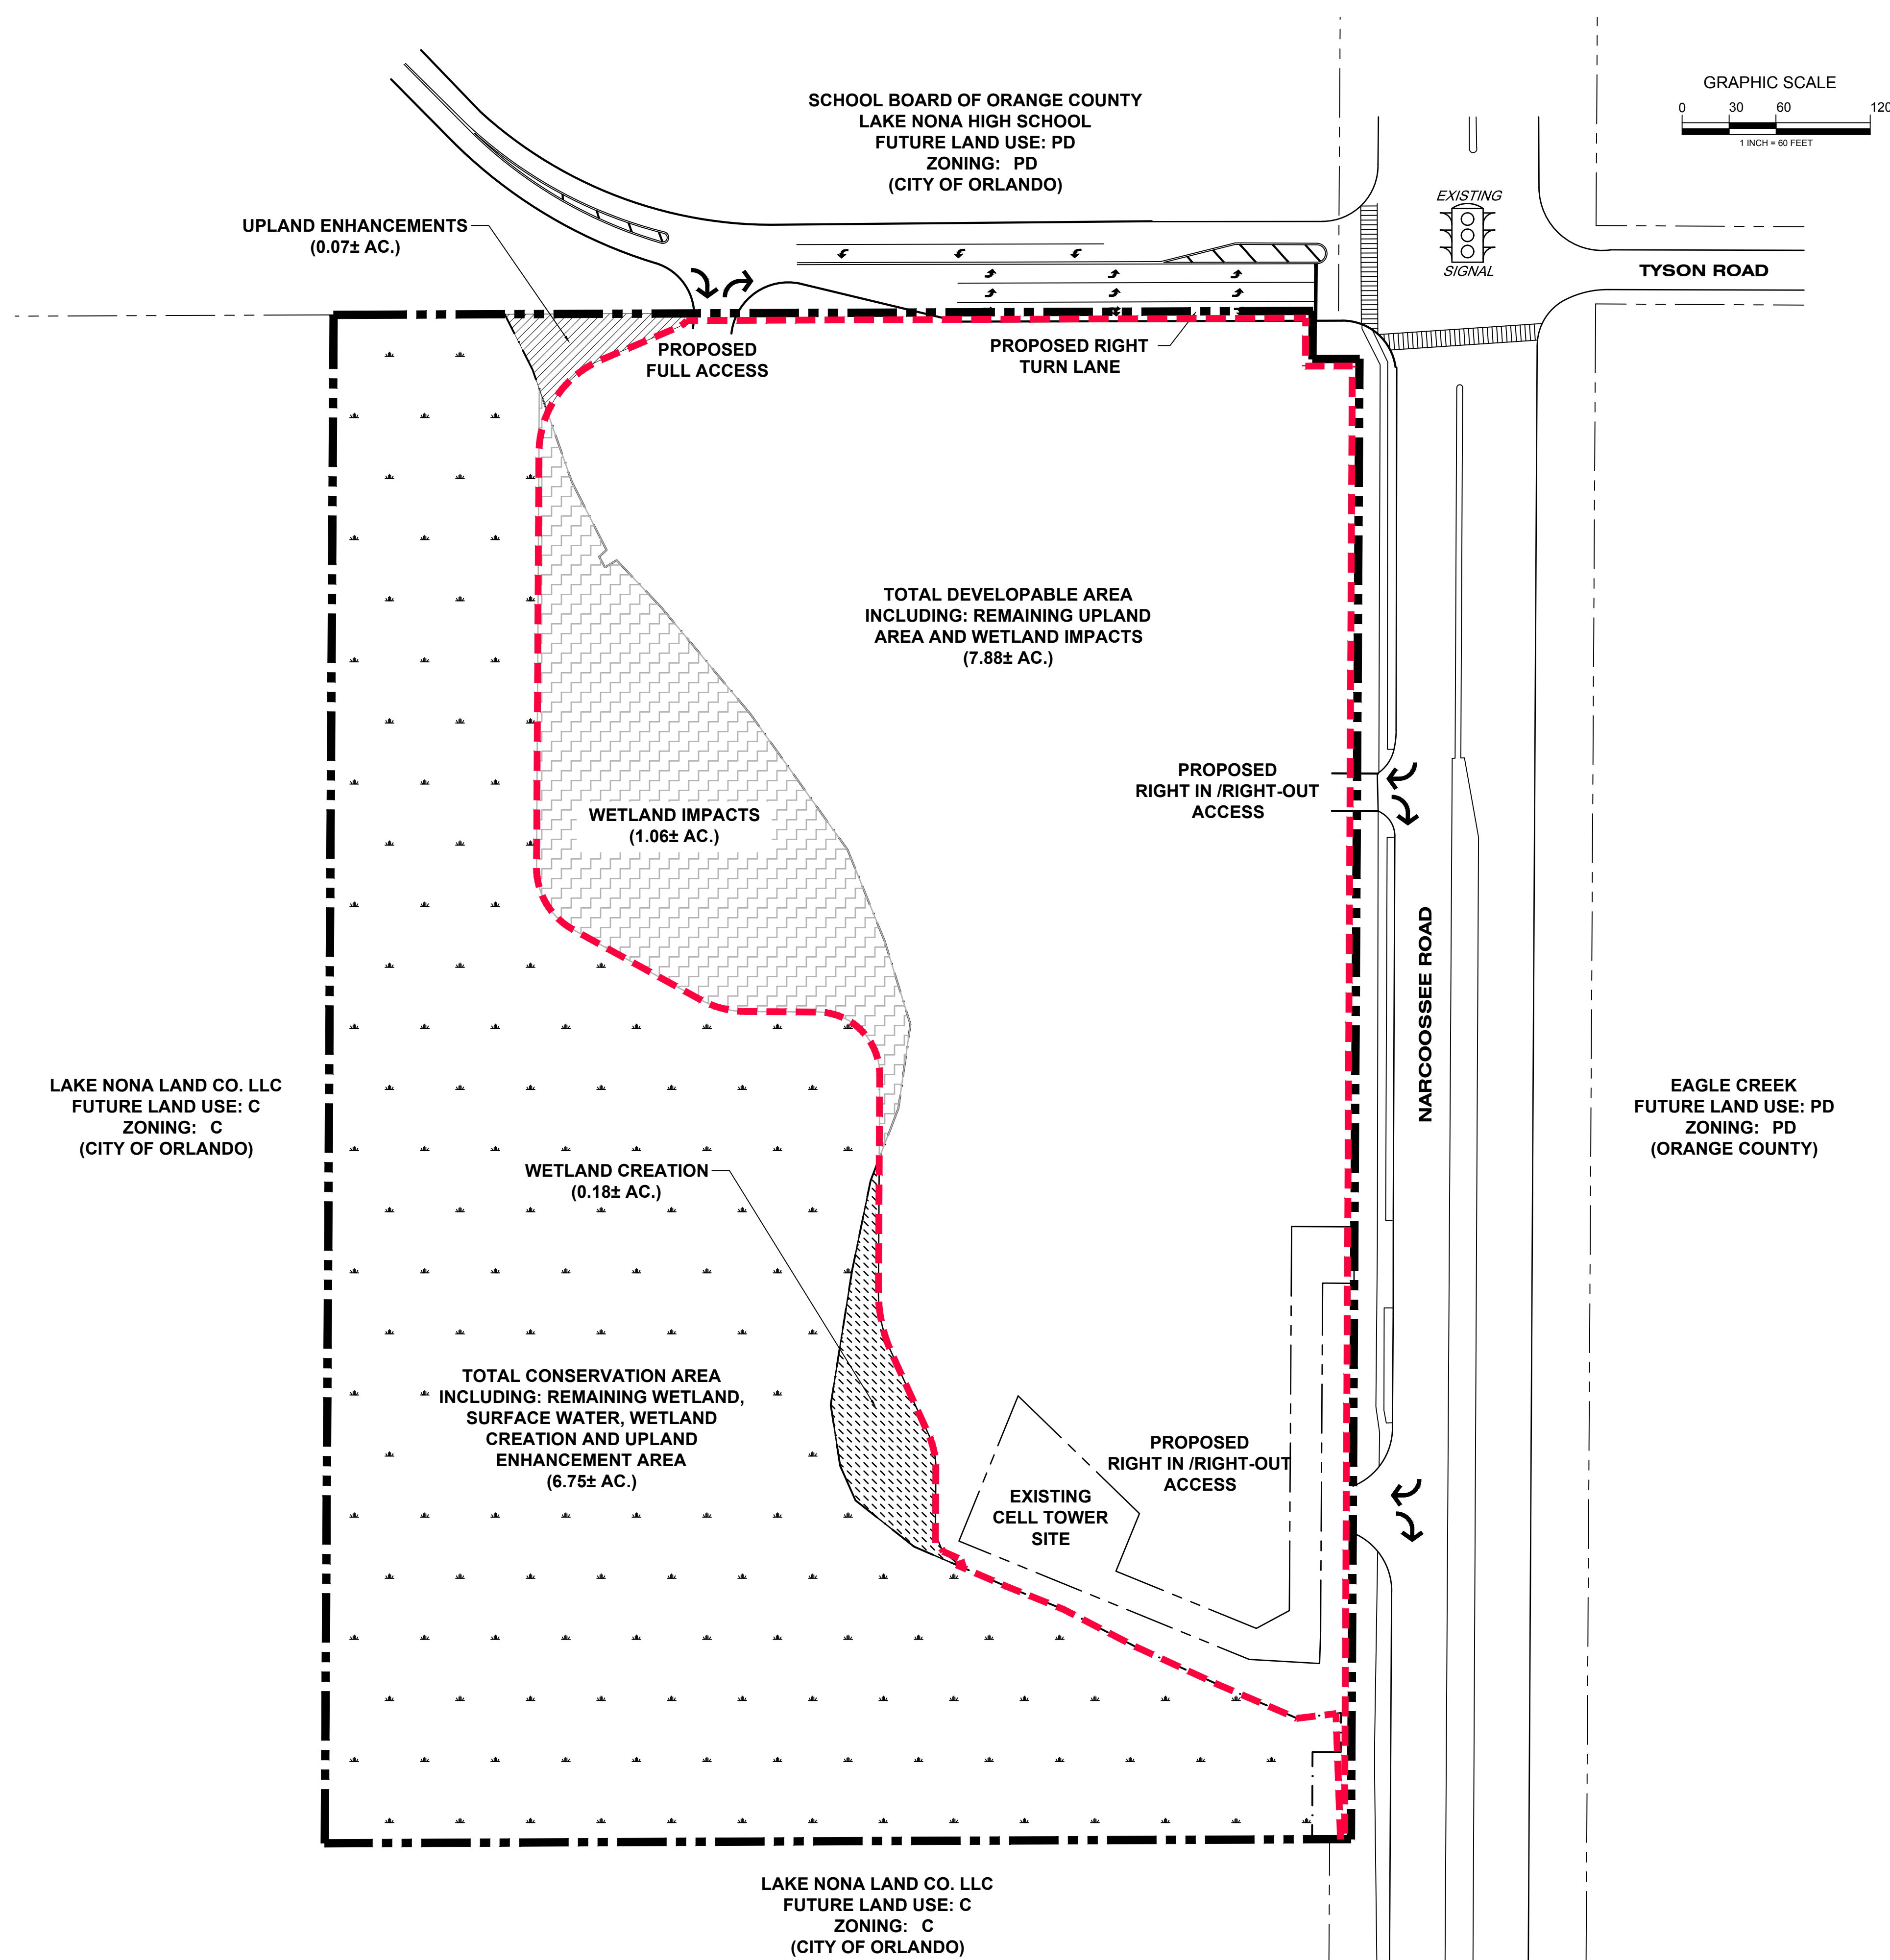 GRAPHIC SCALE
0 30 60 120
1 INCH = 60 FEET
SCHOOL BOARD OF ORANGE COUNTY
LAKE NONA HIGH SCHOOL
FUTURE LAND USE: PD
ZONING: PD
(CITY OF ORLANDO)
EXISTING
SIGNAL
TYSON ROAD
UPLAND ENHANCEMENTS
(0.07± AC.)
PROPOSED
FULL ACCESS
PROPOSED RIGHT
TURN LANE
TOTAL DEVELOPABLE AREA
INCLUDING: REMAINING UPLAND
AREA AND WETLAND IMPACTS
(7.88± AC.)
PROPOSED
RIGHT IN /RIGHT-OUT
ACCESS
WETLAND IMPACTS
(1.06± AC.)
NARCOOSSEE ROAD
LAKE NONA LAND CO. LLC
FUTURE LAND USE: C
ZONING: C
(CITY OF ORLANDO)
EAGLE CREEK
FUTURE LAND USE: PD
ZONING: PD
(ORANGE COUNTY)
WETLAND CREATION
(0.18± AC.)
TOTAL CONSERVATION AREA
INCLUDING: REMAINING WETLAND,
SURFACE WATER, WETLAND
CREATION AND UPLAND
ENHANCEMENT AREA
(6.75± AC.)
PROPOSED
RIGHT IN /RIGHT-OUT
ACCESS
EXISTING
CELL TOWER
SITE
LAKE NONA LAND CO. LLC
FUTURE LAND USE: C
ZONING: C
(CITY OF ORLANDO)